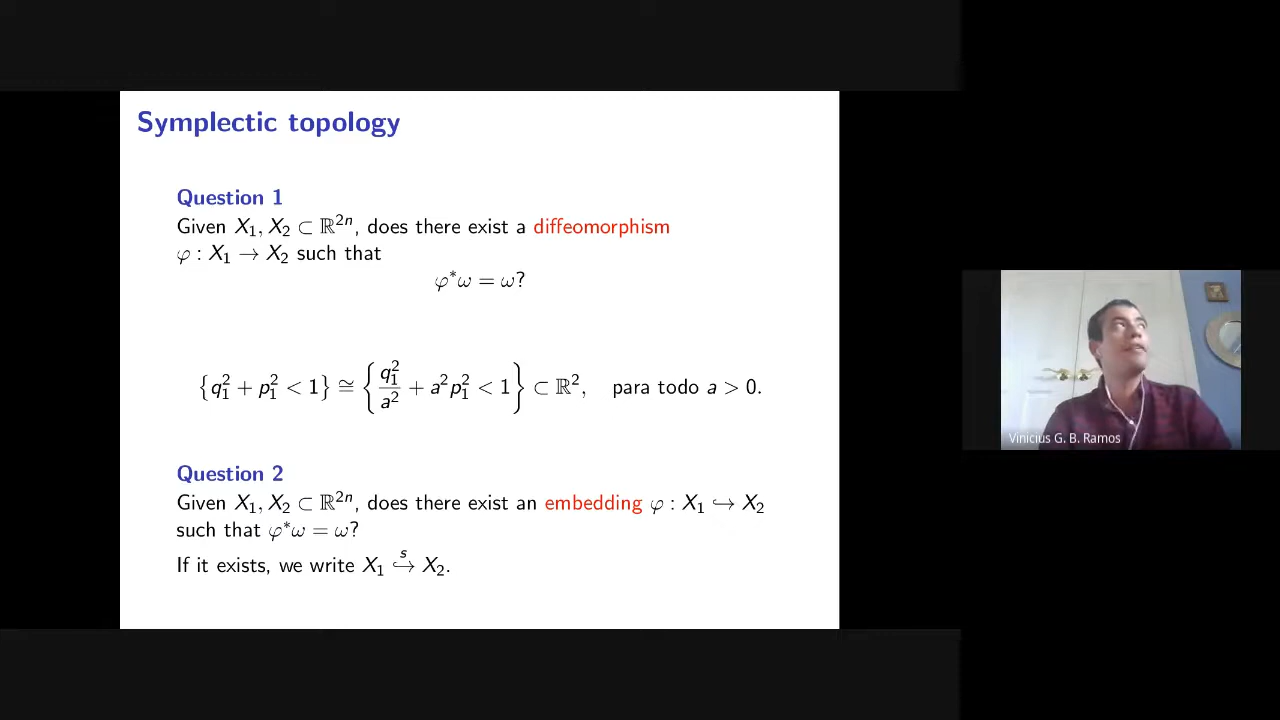 Symplectic topology
Question 1
Given X₁, X₂ ⊂ ℝ²ⁿ, does there exist a diffeomorphism
φ : X₁ → X₂ such that
φ*ω = ω?
{q₁² + p₁² < 1} ≅ {q₁²/a² + a²p₁² < 1} ⊂ ℝ², para todo a > 0.
Question 2
Given X₁, X₂ ⊂ ℝ²ⁿ, does there exist an embedding φ : X₁ ↪ X₂
such that φ*ω = ω?
If it exists, we write X₁ ↪ˢ X₂.
Vinicius G. B. Ramos